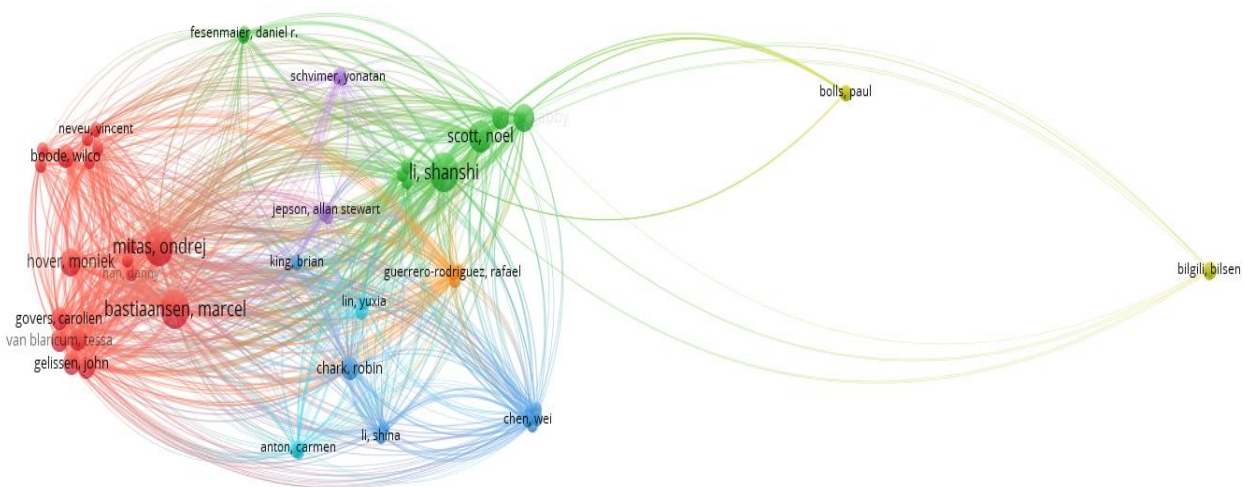 fesenmaier, daniel r.
schvimer, yonatan
bolls, paul
neveu, vincent
scott, noel
boode, wilco
li, shanshi
jepson, allan stewart
mitas, ondrej
hover, moniek
king, brian
han, danny
guerrero-rodriguez, rafael
bilgili, bilsen
lin, yuxia
bastiaansen, marcel
govers, carolien
van blaricum, tessa
gelissen, john
chark, robin
chen, wei
li, shina
anton, carmen